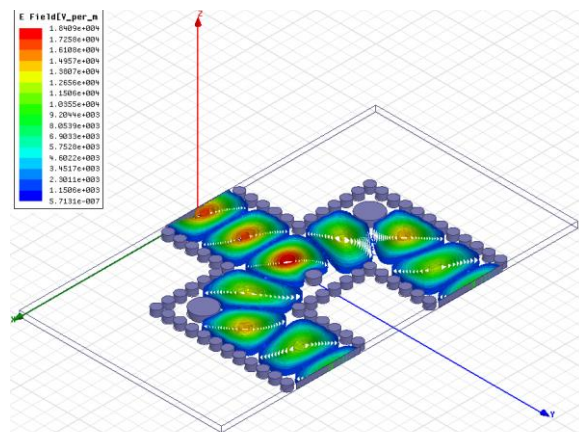 E Field[V_per_m
1.8409e+004
1.7258e+004
1.6108e+004
1.4957e+004
1.3807e+004
1.2656e+004
1.1506e+004
1.0355e+004
9.2044e+003
8.0539e+003
6.9033e+003
5.7528e+003
4.6022e+003
3.4517e+003
2.3011e+003
1.1506e+003
5.7131e-007
Z
X
Y